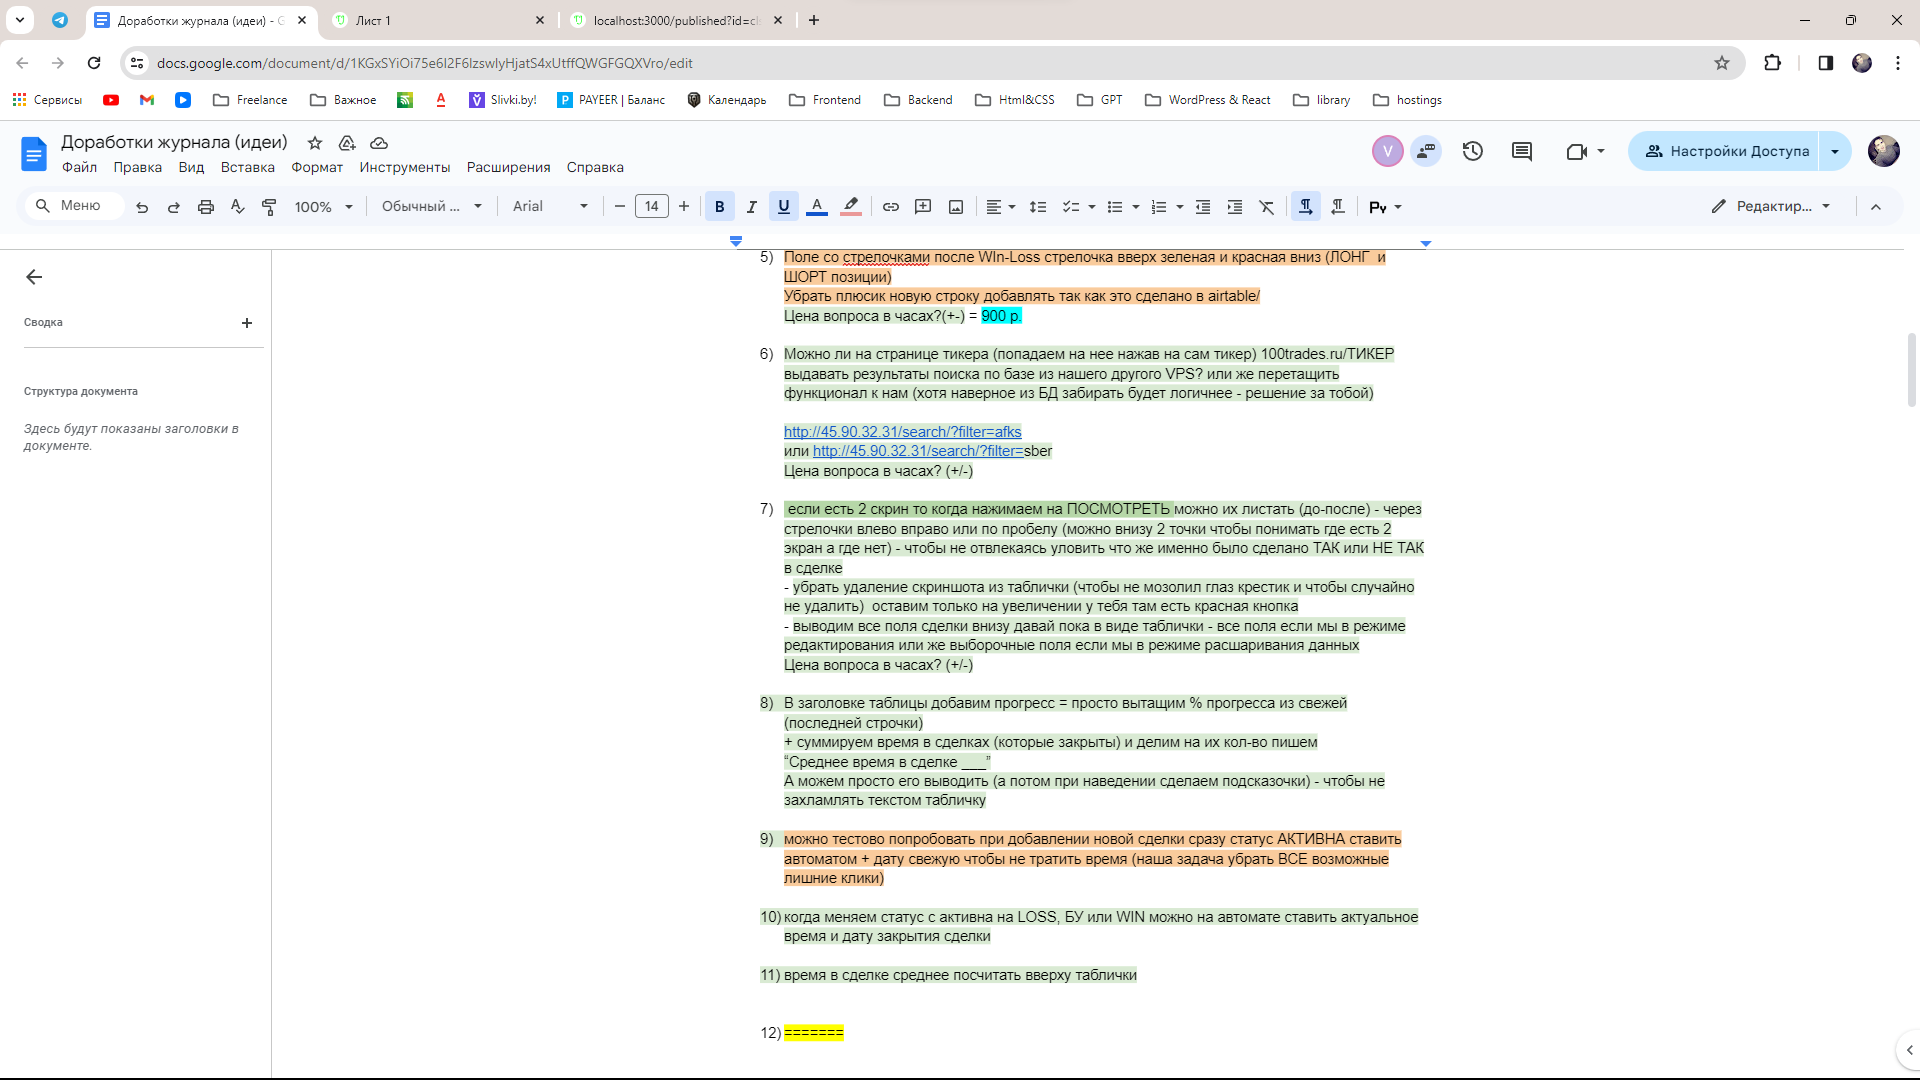 Доработки журнала (идеи) - G
Лист 1
localhost:3000/published?id=cl
docs.google.com/document/d/1KGxSYiOi75e6I2F6IzswIyHjatS4xUtffQWGFGQXVro/edit
Сервисы
Freelance
Важное
Slivki.by!
PAYEER | Баланс
Календарь
Frontend
Backend
Html&CSS
GPT
WordPress & React
library
hostings
Доработки журнала (идеи)
Файл Правка Вид Вставка Формат Инструменты Расширения Справка
V
Настройки Доступа
Меню
100%
Обычный ...
Arial
14
B I U A
Редактир...
Сводка
Структура документа
Здесь будут показаны заголовки в
документе.
5) Поле со стрелочками после WIn-Loss стрелочка вверх зеленая и красная вниз (ЛОНГ и
ШОРТ позиции)
Убрать плюсик новую строку добавлять так как это сделано в airtable/
Цена вопроса в часах?(+-) = 900 р.
6) Можно ли на странице тикера (попадаем на нее нажав на сам тикер) 100trades.ru/ТИКЕР
выдавать результаты поиска по базе из нашего другого VPS? или же перетащить
функционал к нам (хотя наверное из БД забирать будет логичнее - решение за тобой)
http://45.90.32.31/search/?filter=afks
или http://45.90.32.31/search/?filter=sber
Цена вопроса в часах? (+/-)
7) если есть 2 скрин то когда нажимаем на ПОСМОТРЕТЬ можно их листать (до-после) - через
стрелочки влево вправо или по пробелу (можно внизу 2 точки чтобы понимать где есть 2
экран а где нет) - чтобы не отвлекаясь уловить что же именно было сделано ТАК или НЕ ТАК
в сделке
- убрать удаление скриншота из таблички (чтобы не мозолил глаз крестик и чтобы случайно
не удалить) оставим только на увеличении у тебя там есть красная кнопка
- выводим все поля сделки внизу давай пока в виде таблички - все поля если мы в режиме
редактирования или же выборочные поля если мы в режиме расшаривания данных
Цена вопроса в часах? (+/-)
8) В заголовке таблицы добавим прогресс = просто вытащим % прогресса из свежей
(последней строчки)
+ суммируем время в сделках (которые закрыты) и делим на их кол-во пишем
“Среднее время в сделке ___”
А можем просто его выводить (а потом при наведении сделаем подсказочки) - чтобы не
захламлять текстом табличку
9) можно тестово попробовать при добавлении новой сделки сразу статус АКТИВНА ставить
автоматом + дату свежую чтобы не тратить время (наша задача убрать ВСЕ возможные
лишние клики)
10) когда меняем статус с активна на LOSS, БУ или WIN можно на автомате ставить актуальное
время и дату закрытия сделки
11) время в сделке среднее посчитать вверху таблички
12) =======